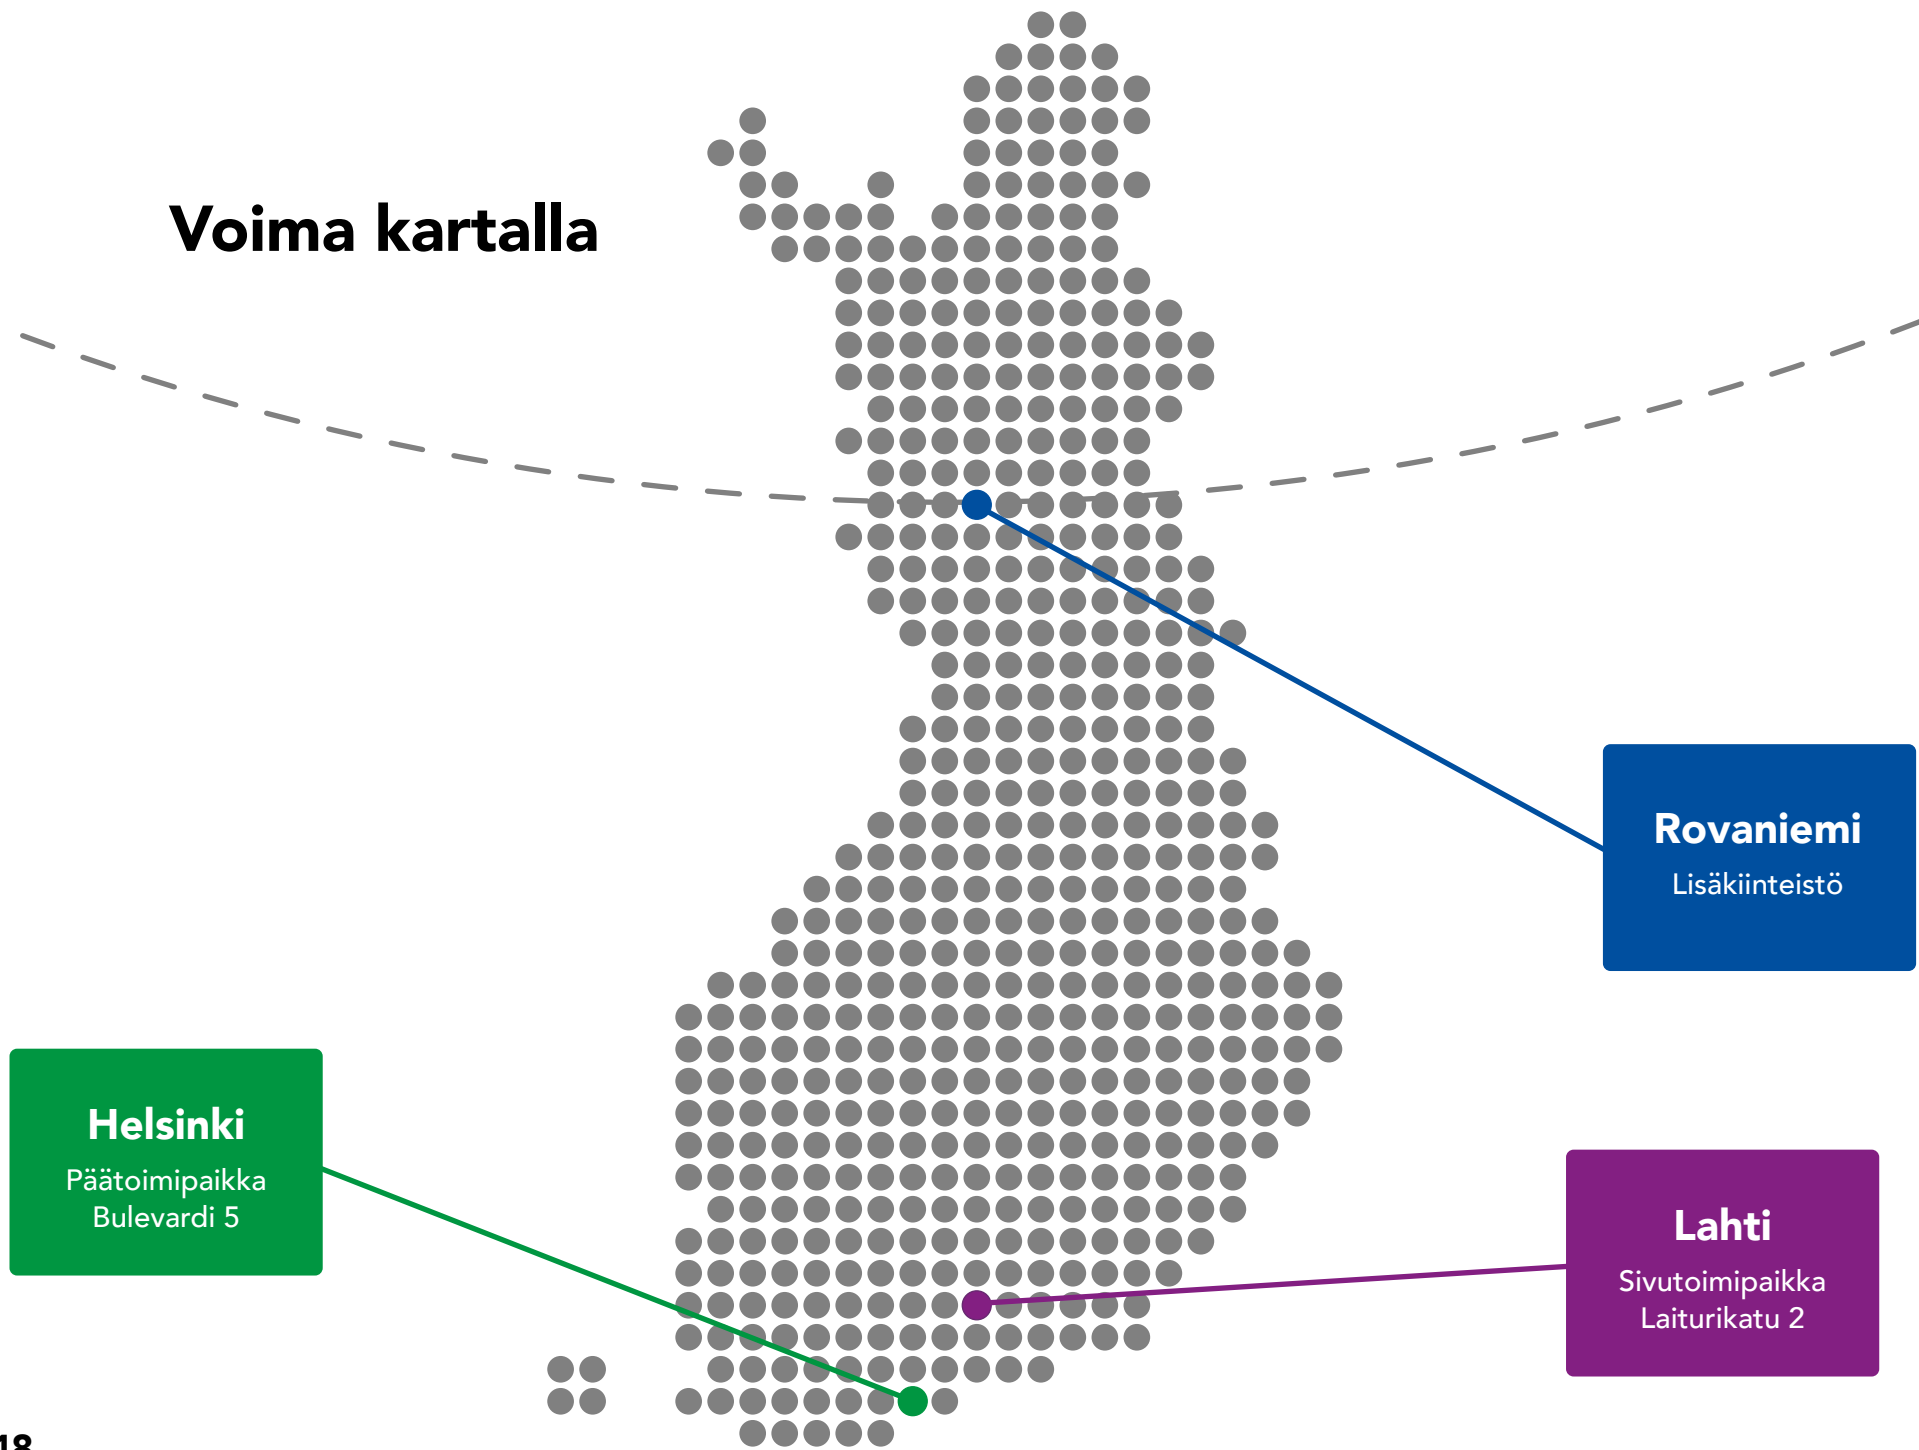 Voima kartalla
Rovaniemi
Lisäkiinteistö
Helsinki
Päätoimipaikka
Bulevardi 5
Lahti
Sivutoimipaikka
Laiturikatu 2